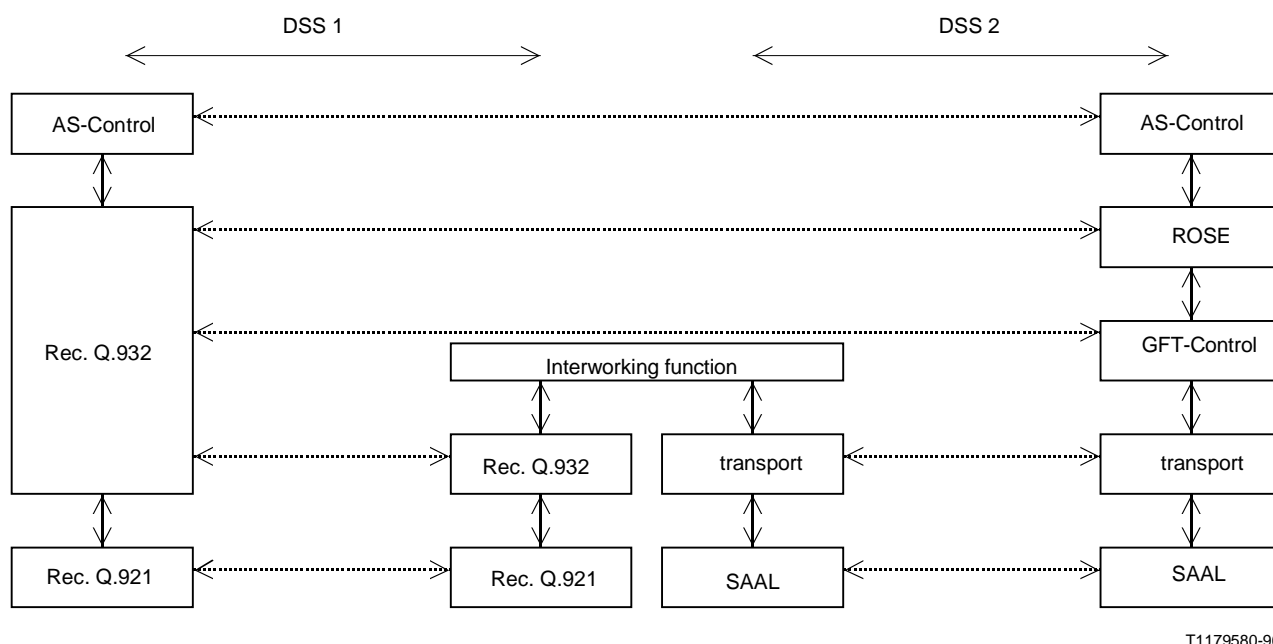 DSS 1 DSS 2
AS-Control AS-Control
ROSE
Rec. Q.932 GFT-Control
Interworking function
Rec. Q.932 transport transport
Rec. Q.921 Rec. Q.921 SAAL SAAL